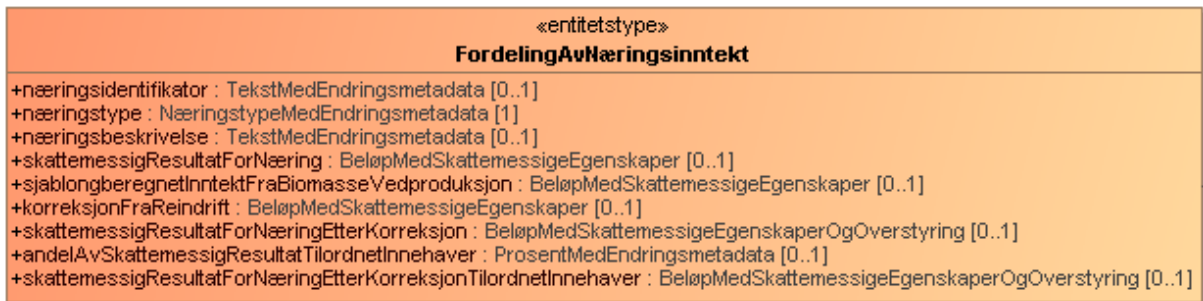 «entitetstype»
FordelingAvNæringsinntekt
+næringsidentifikator : TekstMedEndringsmetadata [0..1]
+næringstype : NæringstypeMedEndringsmetadata [1]
+næringsbeskrivelse : TekstMedEndringsmetadata [0..1]
+skattemessigResultatForNæring : BeløpMedSkattemessigeEgenskaper [0..1]
+sjablongberegnetInntektFraBiomasseVedproduksjon : BeløpMedSkattemessigeEgenskaper [0..1]
+korreksjonFraReindrift : BeløpMedSkattemessigeEgenskaper [0..1]
+skattemessigResultatForNæringEtterKorreksjon : BeløpMedSkattemessigeEgenskaperOgOverstyring [0..1]
+andelAvSkattemessigResultatTilordnetInnehaver : ProsentMedEndringsmetadata [0..1]
+skattemessigResultatForNæringEtterKorreksjonTilordnetInnehaver : BeløpMedSkattemessigeEgenskaperOgOverstyring [0..1]